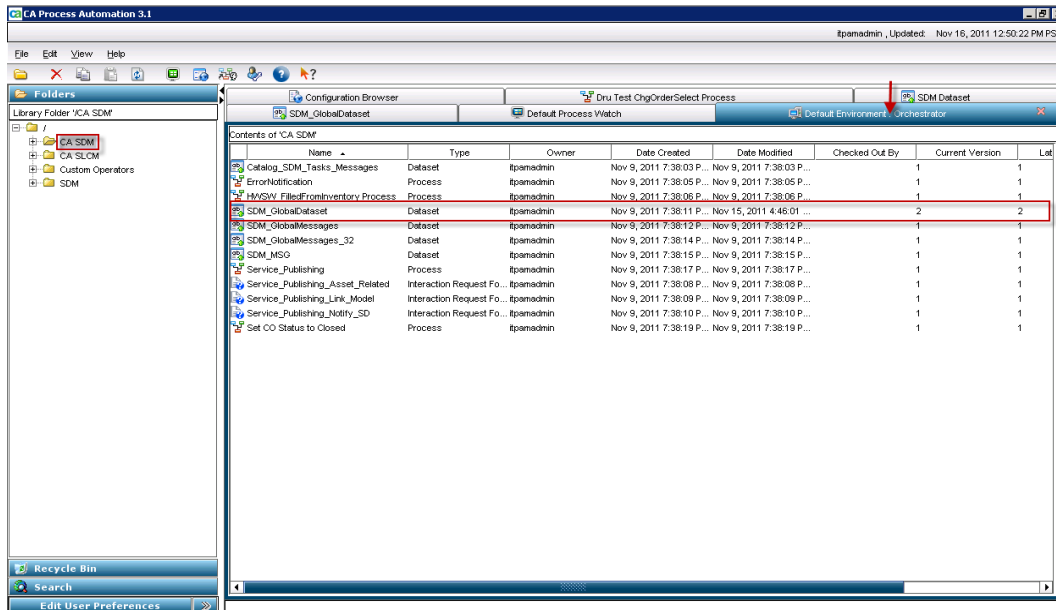 CA Process Automation 3.1
itpamadmin , Updated: Nov 16, 2011 12:50:22 PM PS
File Edit View Help
Folders
Library Folder '/CA SDM'
/
CA SDM
CA SLCM
Custom Operators
SDM
Configuration Browser Dru Test ChgOrderSelect Process SDM Dataset
SDM_GlobalDataset Default Process Watch Default Environment : Orchestrator
Contents of 'CA SDM'
Name Type Owner Date Created Date Modified Checked Out By Current Version Lat
Catalog_SDM_Tasks_Messages Dataset itpamadmin Nov 9, 2011 7:38:03 P... Nov 9, 2011 7:38:03 P... 1 1
ErrorNotification Process itpamadmin Nov 9, 2011 7:38:05 P... Nov 9, 2011 7:38:05 P... 1 1
HWSW_FilledFromInventory Process Process itpamadmin Nov 9, 2011 7:38:06 P... Nov 9, 2011 7:38:06 P... 1 1
SDM_GlobalDataset Dataset itpamadmin Nov 9, 2011 7:38:11 P... Nov 15, 2011 4:46:01 ... 2 2
SDM_GlobalMessages Dataset itpamadmin Nov 9, 2011 7:38:12 P... Nov 9, 2011 7:38:12 P... 1 1
SDM_GlobalMessages_32 Dataset itpamadmin Nov 9, 2011 7:38:14 P... Nov 9, 2011 7:38:14 P... 1 1
SDM_MSG Dataset itpamadmin Nov 9, 2011 7:38:15 P... Nov 9, 2011 7:38:15 P... 1 1
Service_Publishing Process itpamadmin Nov 9, 2011 7:38:17 P... Nov 9, 2011 7:38:17 P... 1 1
Service_Publishing_Asset_Related Interaction Request Fo... itpamadmin Nov 9, 2011 7:38:08 P... Nov 9, 2011 7:38:08 P... 1 1
Service_Publishing_Link_Model Interaction Request Fo... itpamadmin Nov 9, 2011 7:38:09 P... Nov 9, 2011 7:38:09 P... 1 1
Service_Publishing_Notify_SD Interaction Request Fo... itpamadmin Nov 9, 2011 7:38:10 P... Nov 9, 2011 7:38:10 P... 1 1
Set CO Status to Closed Process itpamadmin Nov 9, 2011 7:38:19 P... Nov 9, 2011 7:38:19 P... 1 1
Recycle Bin
Search
Edit User Preferences »